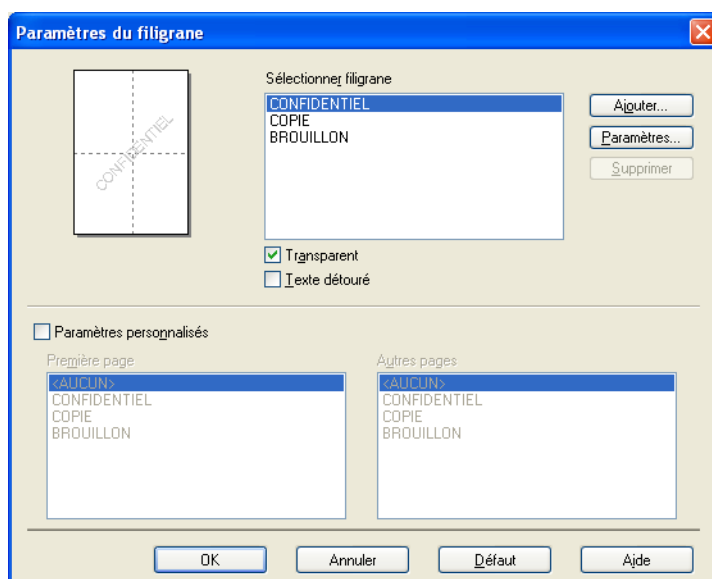 Paramètres du filigrane
CONFIDENTIEL
Sélectionner filigrane
CONFIDENTIEL
COPIE
BROUILLON
Ajouter...
Paramètres...
Supprimer
Transparent
Texte détouré
Paramètres personnalisés
Première page
<AUCUN>
CONFIDENTIEL
COPIE
BROUILLON
Autres pages
<AUCUN>
CONFIDENTIEL
COPIE
BROUILLON
OK
Annuler
Défaut
Aide